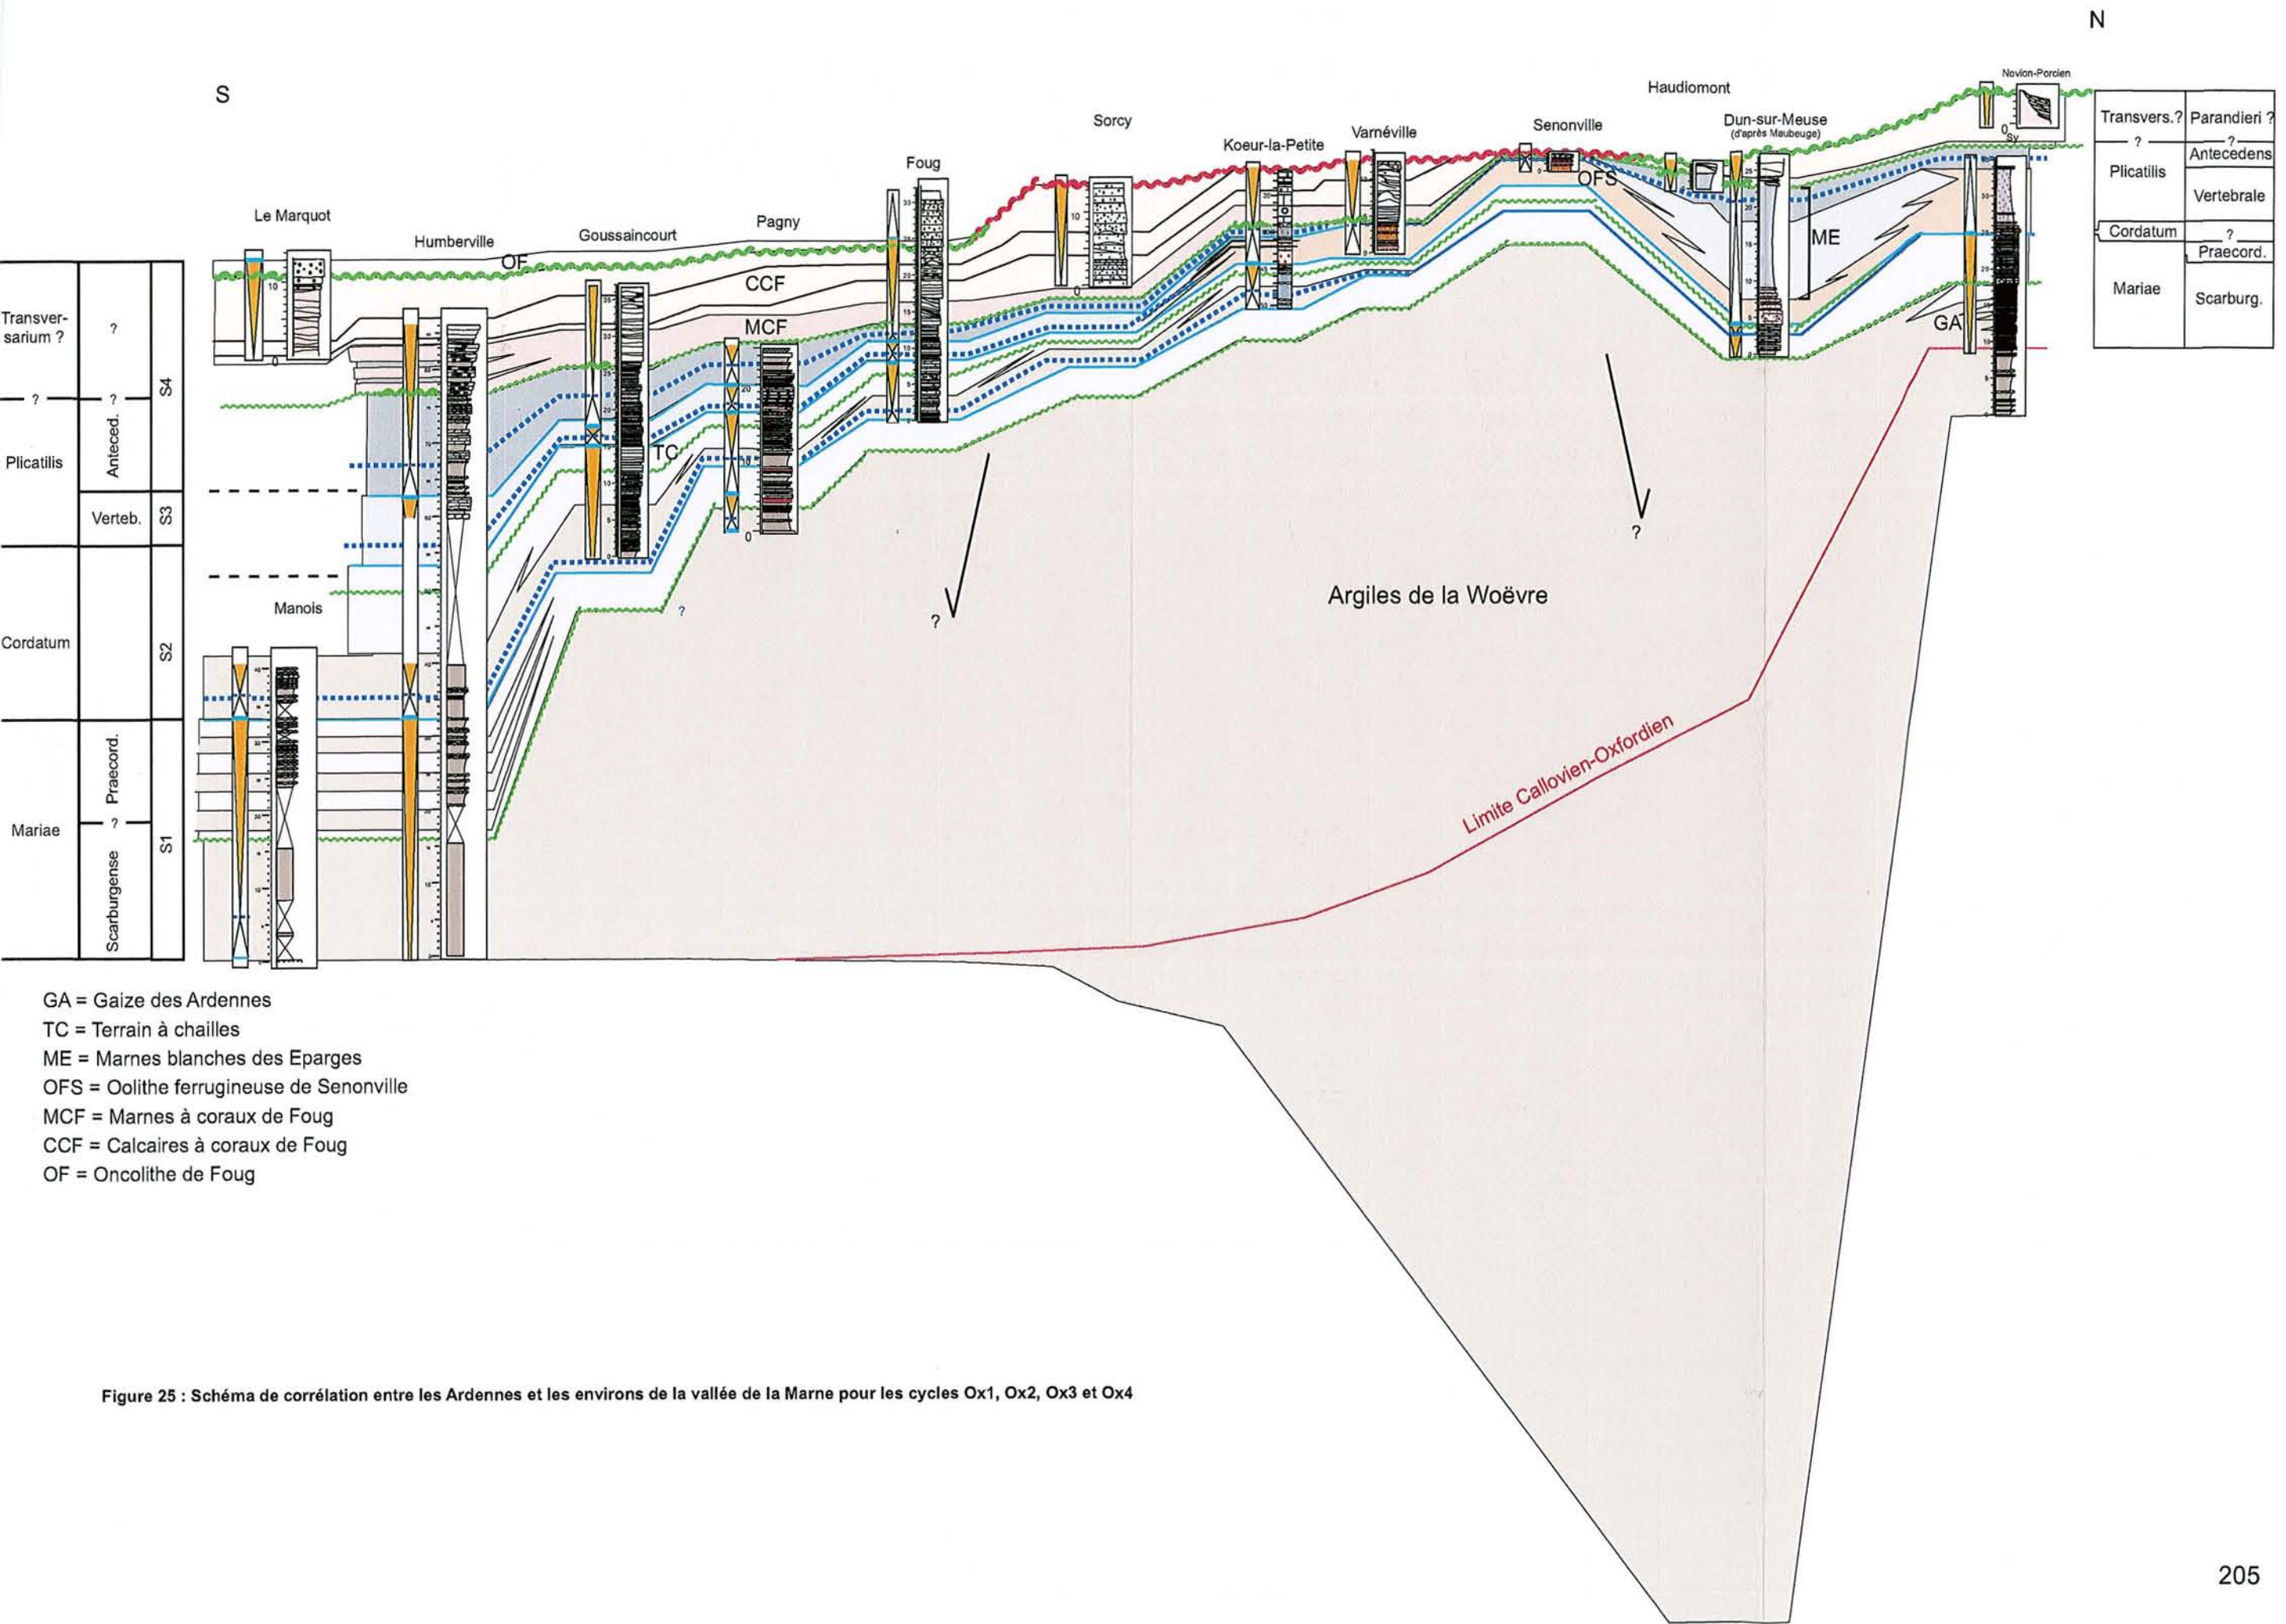 N
S
Novion-Porcien
Haudiomont
Dun-sur-Meuse
(d'après Maubeuge)
Sorcy
Senonville
Varnéville
Koeur-la-Petite
Foug
Le Marquot
Humberville
Goussaincourt
Pagny
Sy
OF
CCF
MCF
TC
OFS
ME
GA
Transvers.?
Parandieri ?
?
?
Antecedens
Plicatilis
Vertebrale
Cordatum
?
Praecord.
Mariae
Scarburg.
Transver-
sarium ?
?
S4
?
?
Anteced.
Plicatilis
Verteb.
S3
Manois
Cordatum
S2
Praecord.
?
Mariae
S1
Scarburgense
?
?
?
Argiles de la Woëvre
Limite Callovien-Oxfordien
GA = Gaize des Ardennes
TC = Terrain à chailles
ME = Marnes blanches des Eparges
OFS = Oolithe ferrugineuse de Senonville
MCF = Marnes à coraux de Foug
CCF = Calcaires à coraux de Foug
OF = Oncolithe de Foug
Figure 25 : Schéma de corrélation entre les Ardennes et les environs de la vallée de la Marne pour les cycles Ox1, Ox2, Ox3 et Ox4
205